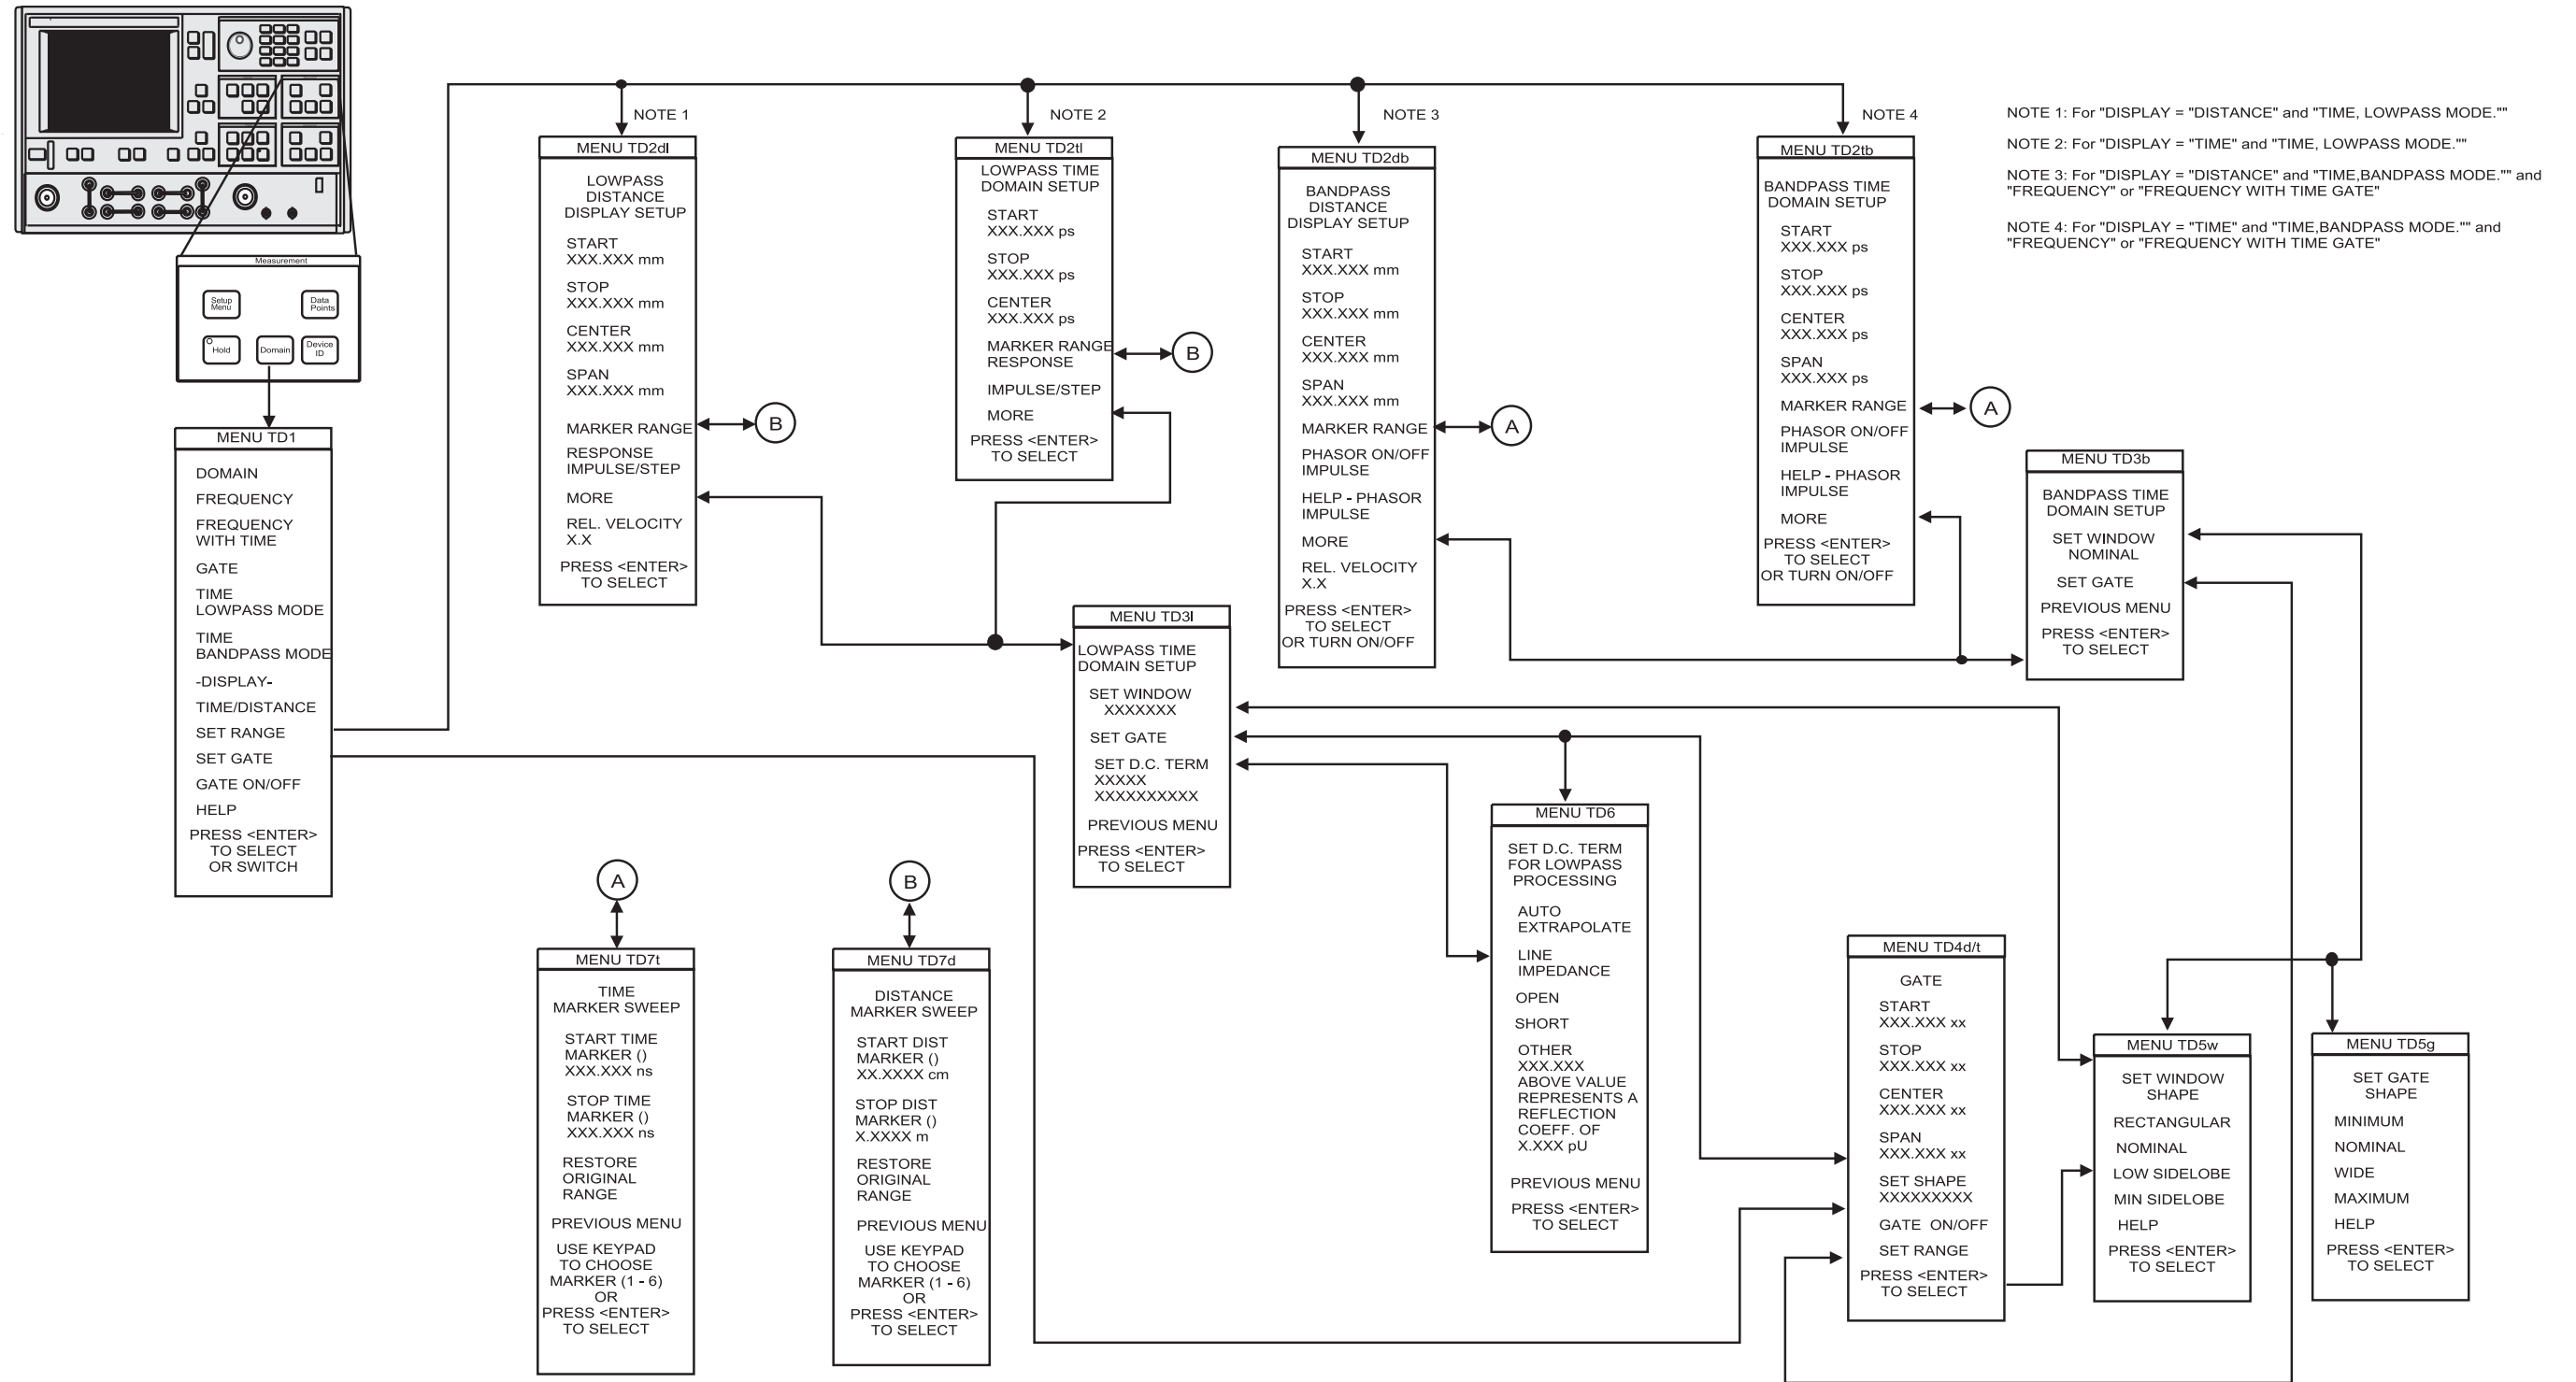 Measurement
Setup
Menu
Data
Points
Hold
Domain
Device
ID
MENU TD1
DOMAIN
FREQUENCY
FREQUENCY
WITH TIME
GATE
TIME
LOWPASS MODE
TIME
BANDPASS MODE
-DISPLAY-
TIME/DISTANCE
SET RANGE
SET GATE
GATE ON/OFF
HELP
PRESS <ENTER>
TO SELECT
OR SWITCH
NOTE 1
MENU TD2dl
LOWPASS
DISTANCE
DISPLAY SETUP
START
XXX.XXX mm
STOP
XXX.XXX mm
CENTER
XXX.XXX mm
SPAN
XXX.XXX mm
MARKER RANGE
RESPONSE
IMPULSE/STEP
MORE
REL. VELOCITY
X.X
PRESS <ENTER>
TO SELECT
B
NOTE 2
MENU TD2tl
LOWPASS TIME
DOMAIN SETUP
START
XXX.XXX ps
STOP
XXX.XXX ps
CENTER
XXX.XXX ps
MARKER RANGE
RESPONSE
IMPULSE/STEP
MORE
PRESS <ENTER>
TO SELECT
B
NOTE 3
MENU TD2db
BANDPASS
DISTANCE
DISPLAY SETUP
START
XXX.XXX mm
STOP
XXX.XXX mm
CENTER
XXX.XXX mm
SPAN
XXX.XXX mm
MARKER RANGE
PHASOR ON/OFF
IMPULSE
HELP - PHASOR
IMPULSE
MORE
REL. VELOCITY
X.X
PRESS <ENTER>
TO SELECT
OR TURN ON/OFF
A
NOTE 4
MENU TD2tb
BANDPASS TIME
DOMAIN SETUP
START
XXX.XXX ps
STOP
XXX.XXX ps
CENTER
XXX.XXX ps
SPAN
XXX.XXX ps
MARKER RANGE
PHASOR ON/OFF
IMPULSE
HELP - PHASOR
IMPULSE
MORE
PRESS <ENTER>
TO SELECT
OR TURN ON/OFF
A
NOTE 1: For "DISPLAY = "DISTANCE" and "TIME, LOWPASS MODE.""
NOTE 2: For "DISPLAY = "TIME" and "TIME, LOWPASS MODE.""
NOTE 3: For "DISPLAY = "DISTANCE" and "TIME,BANDPASS MODE."" and
"FREQUENCY" or "FREQUENCY WITH TIME GATE"
NOTE 4: For "DISPLAY = "TIME" and "TIME,BANDPASS MODE."" and
"FREQUENCY" or "FREQUENCY WITH TIME GATE"
MENU TD3b
BANDPASS TIME
DOMAIN SETUP
SET WINDOW
NOMINAL
SET GATE
PREVIOUS MENU
PRESS <ENTER>
TO SELECT
MENU TD3l
LOWPASS TIME
DOMAIN SETUP
SET WINDOW
XXXXXXX
SET GATE
SET D.C. TERM
XXXXX
XXXXXXXXXX
PREVIOUS MENU
PRESS <ENTER>
TO SELECT
A
MENU TD7t
TIME
MARKER SWEEP
START TIME
MARKER ()
XXX.XXX ns
STOP TIME
MARKER ()
XXX.XXX ns
RESTORE
ORIGINAL
RANGE
PREVIOUS MENU
USE KEYPAD
TO CHOOSE
MARKER (1 - 6)
OR
PRESS <ENTER>
TO SELECT
B
MENU TD7d
DISTANCE
MARKER SWEEP
START DIST
MARKER ()
XX.XXXX cm
STOP DIST
MARKER ()
X.XXXX m
RESTORE
ORIGINAL
RANGE
PREVIOUS MENU
USE KEYPAD
TO CHOOSE
MARKER (1 - 6)
OR
PRESS <ENTER>
TO SELECT
MENU TD6
SET D.C. TERM
FOR LOWPASS
PROCESSING
AUTO
EXTRAPOLATE
LINE
IMPEDANCE
OPEN
SHORT
OTHER
XXX.XXX
ABOVE VALUE
REPRESENTS A
REFLECTION
COEFF. OF
X.XXX pU
PREVIOUS MENU
PRESS <ENTER>
TO SELECT
MENU TD4d/t
GATE
START
XXX.XXX xx
STOP
XXX.XXX xx
CENTER
XXX.XXX xx
SPAN
XXX.XXX xx
SET SHAPE
XXXXXXXXX
GATE ON/OFF
SET RANGE
PRESS <ENTER>
TO SELECT
MENU TD5w
SET WINDOW
SHAPE
RECTANGULAR
NOMINAL
LOW SIDELOBE
MIN SIDELOBE
HELP
PRESS <ENTER>
TO SELECT
MENU TD5g
SET GATE
SHAPE
MINIMUM
NOMINAL
WIDE
MAXIMUM
HELP
PRESS <ENTER>
TO SELECT